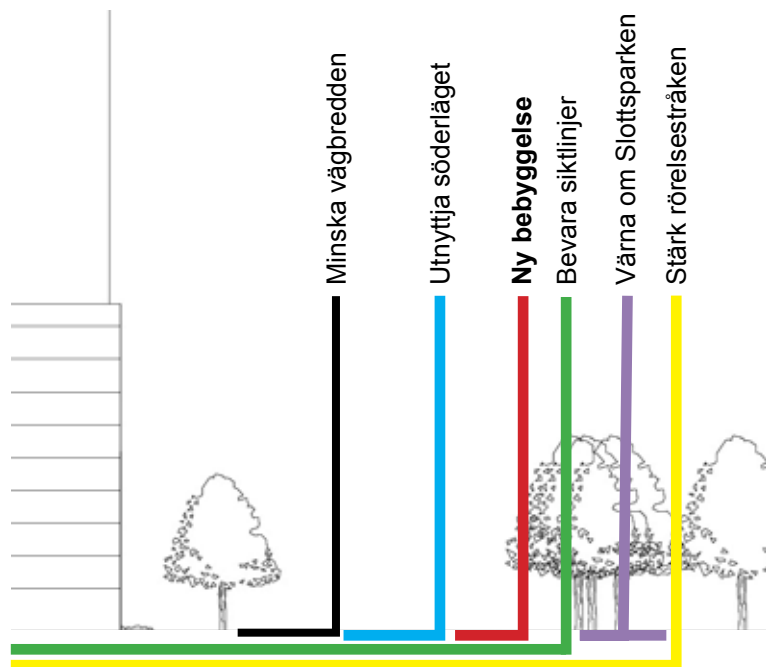 Minska vägbredden
Utnyttja söderläget
Ny bebyggelse
Bevara siktlinjer
Värna om Slottsparken
Stärk rörelsestråken